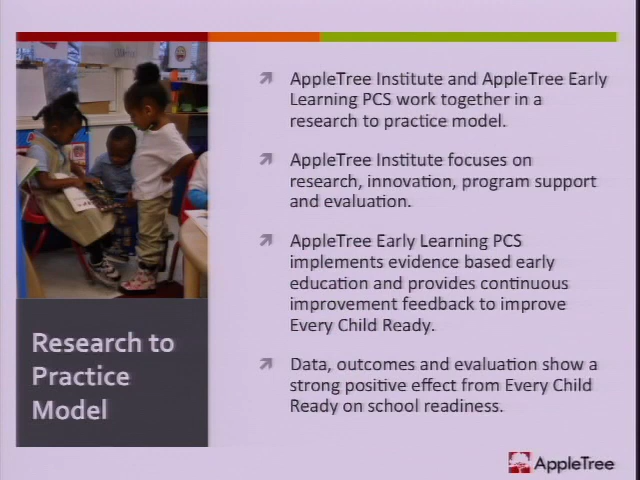 AppleTree Institute and AppleTree Early
Learning PCS work together in a
research to practice model.
AppleTree Institute focuses on
research, innovation, program support
and evaluation.
AppleTree Early Learning PCS
implements evidence based early
education and provides continuous
improvement feedback to improve
Every Child Ready.
Data, outcomes and evaluation show a
strong positive effect from Every Child
Ready on school readiness.
Research to
Practice
Model
AppleTree